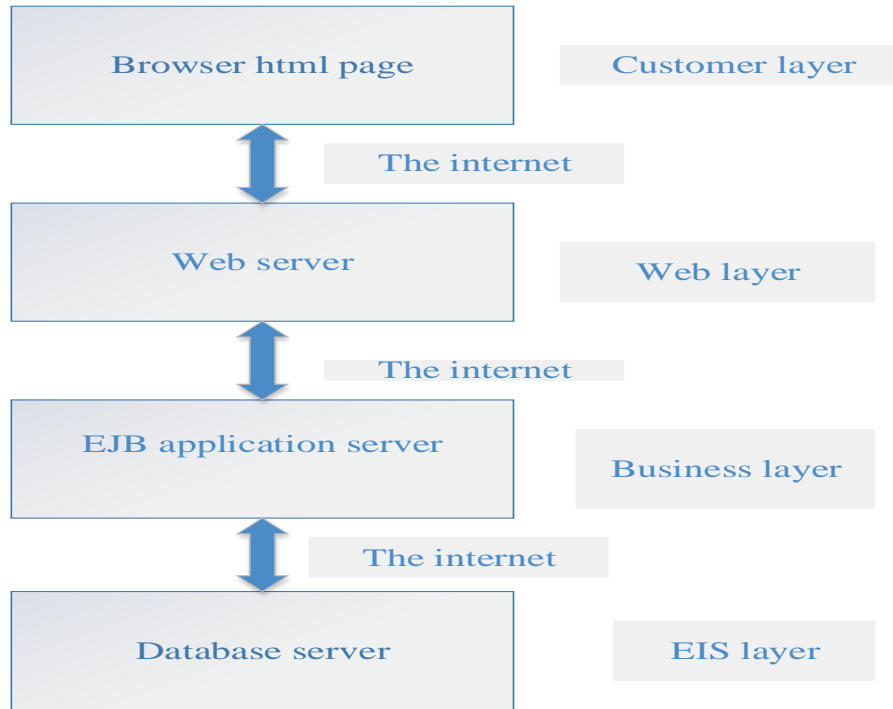 Browser html page
Customer layer
The internet
Web server
Web layer
The internet
EJB application server
Business layer
The internet
Database server
EIS layer